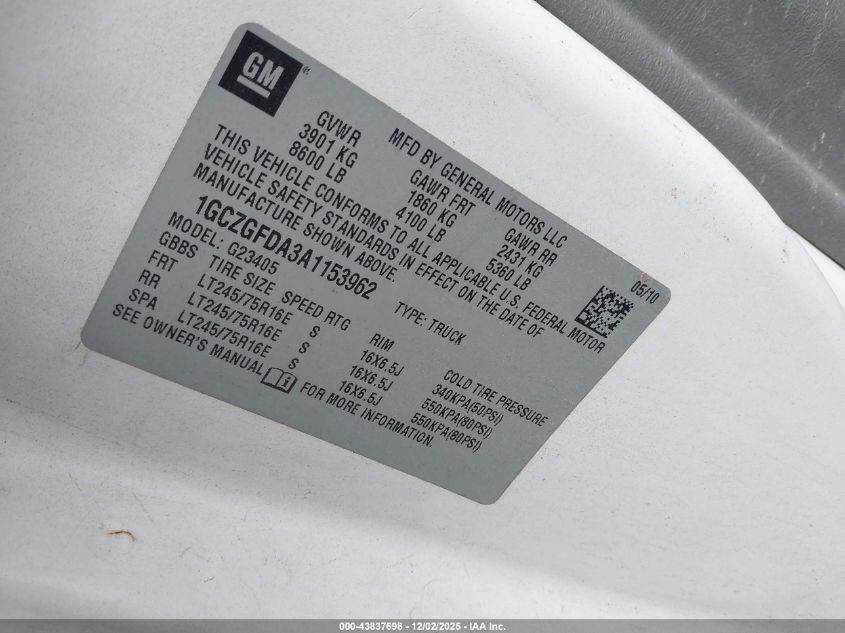 GM
MFD BY GENERAL MOTORS LLC 05/10
GVWR GAWR FRT GAWR RR
3901 KG 1860 KG 2431 KG
8600 LB 4100 LB 5360 LB
THIS VEHICLE CONFORMS TO ALL APPLICABLE U.S. FEDERAL MOTOR
VEHICLE SAFETY STANDARDS IN EFFECT ON THE DATE OF
MANUFACTURE SHOWN ABOVE.
1GCZGFDA3A1153962 TYPE: TRUCK
MODEL: G23405
GBBS TIRE SIZE SPEED RTG RIM COLD TIRE PRESSURE
FRT LT245/75R16E S 16X6.5J 340KPA(50PSI)
RR LT245/75R16E S 16X6.5J 550KPA(80PSI)
SPA LT245/75R16E S 16X6.5J 550KPA(80PSI)
SEE OWNER'S MANUAL FOR MORE INFORMATION.
000-43837698 - 12/02/2025 - IAA Inc.